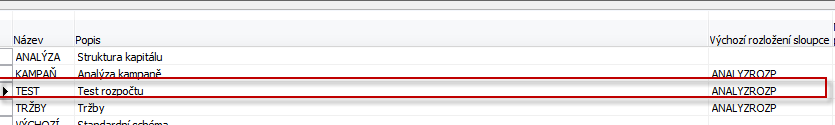 Název Popis Výchozí rozložení sloupce
ANALÝZA Struktura kapitálu
KAMPAŇ Analýza kampaně ANALYZROZP
TEST Test rozpočtu ANALYZROZP
TRŽBY Tržby ANALYZROZP
VÝCHOZÍ Standardní schéma